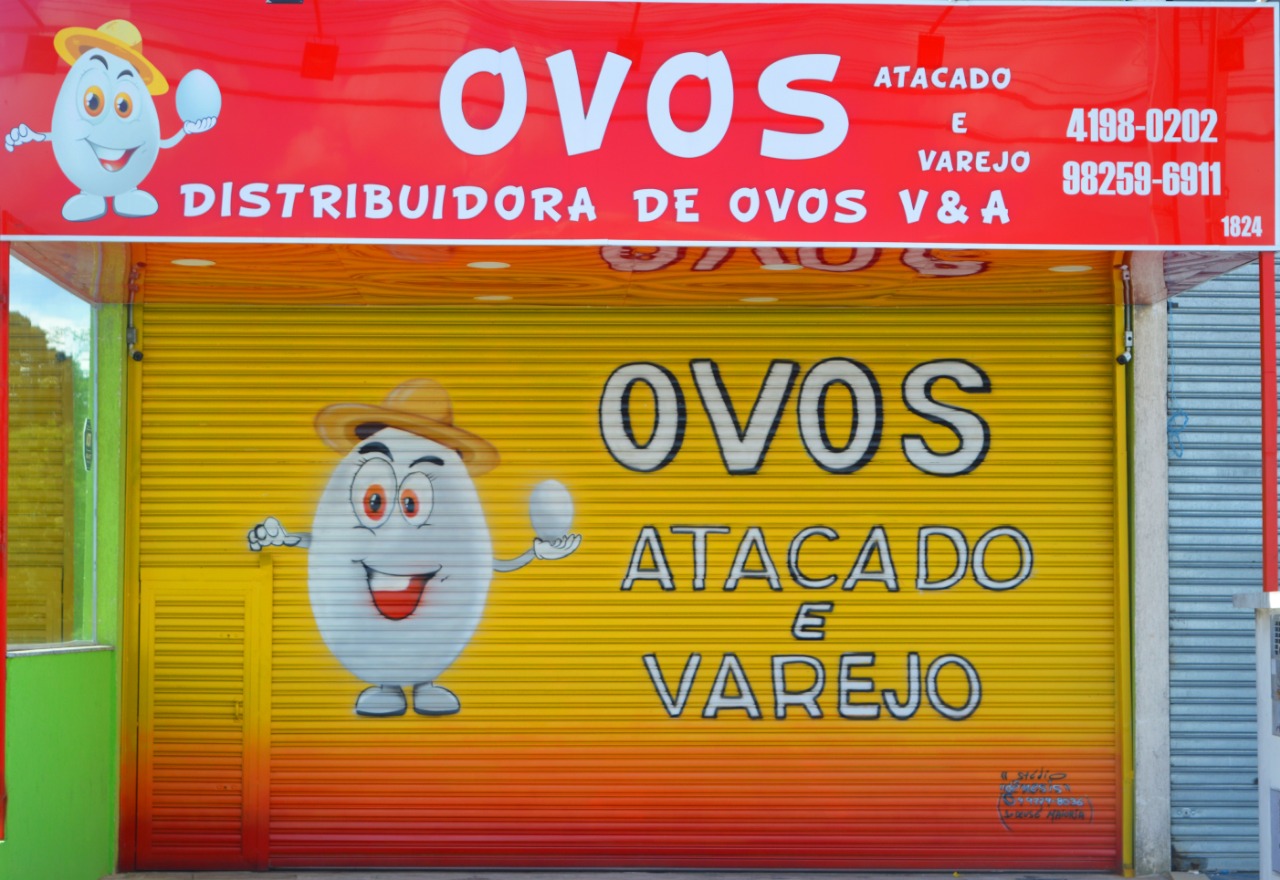 OVOS
ATACADO
E
VAREJO
4198-0202
98259-6911
DISTRIBUIDORA DE OVOS V&A
1824
OVOS
ATACADO
E
VAREJO